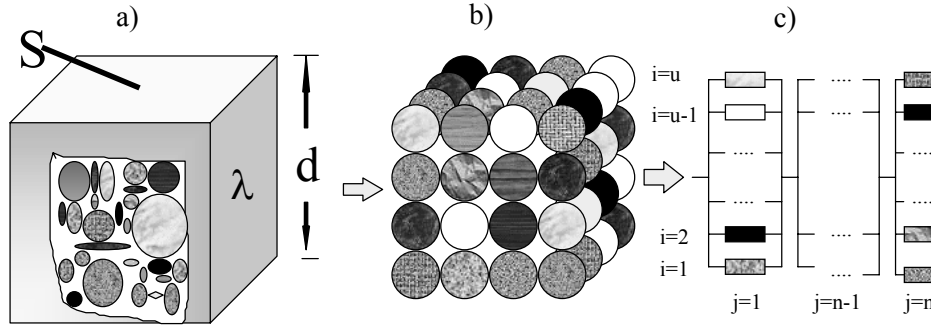 a)
b)
c)
S
d
λ
i=u
i=u-1
....
....
....
....
....
....
....
....
....
....
i=2
i=1
....
....
j=1
j=n-1
j=n